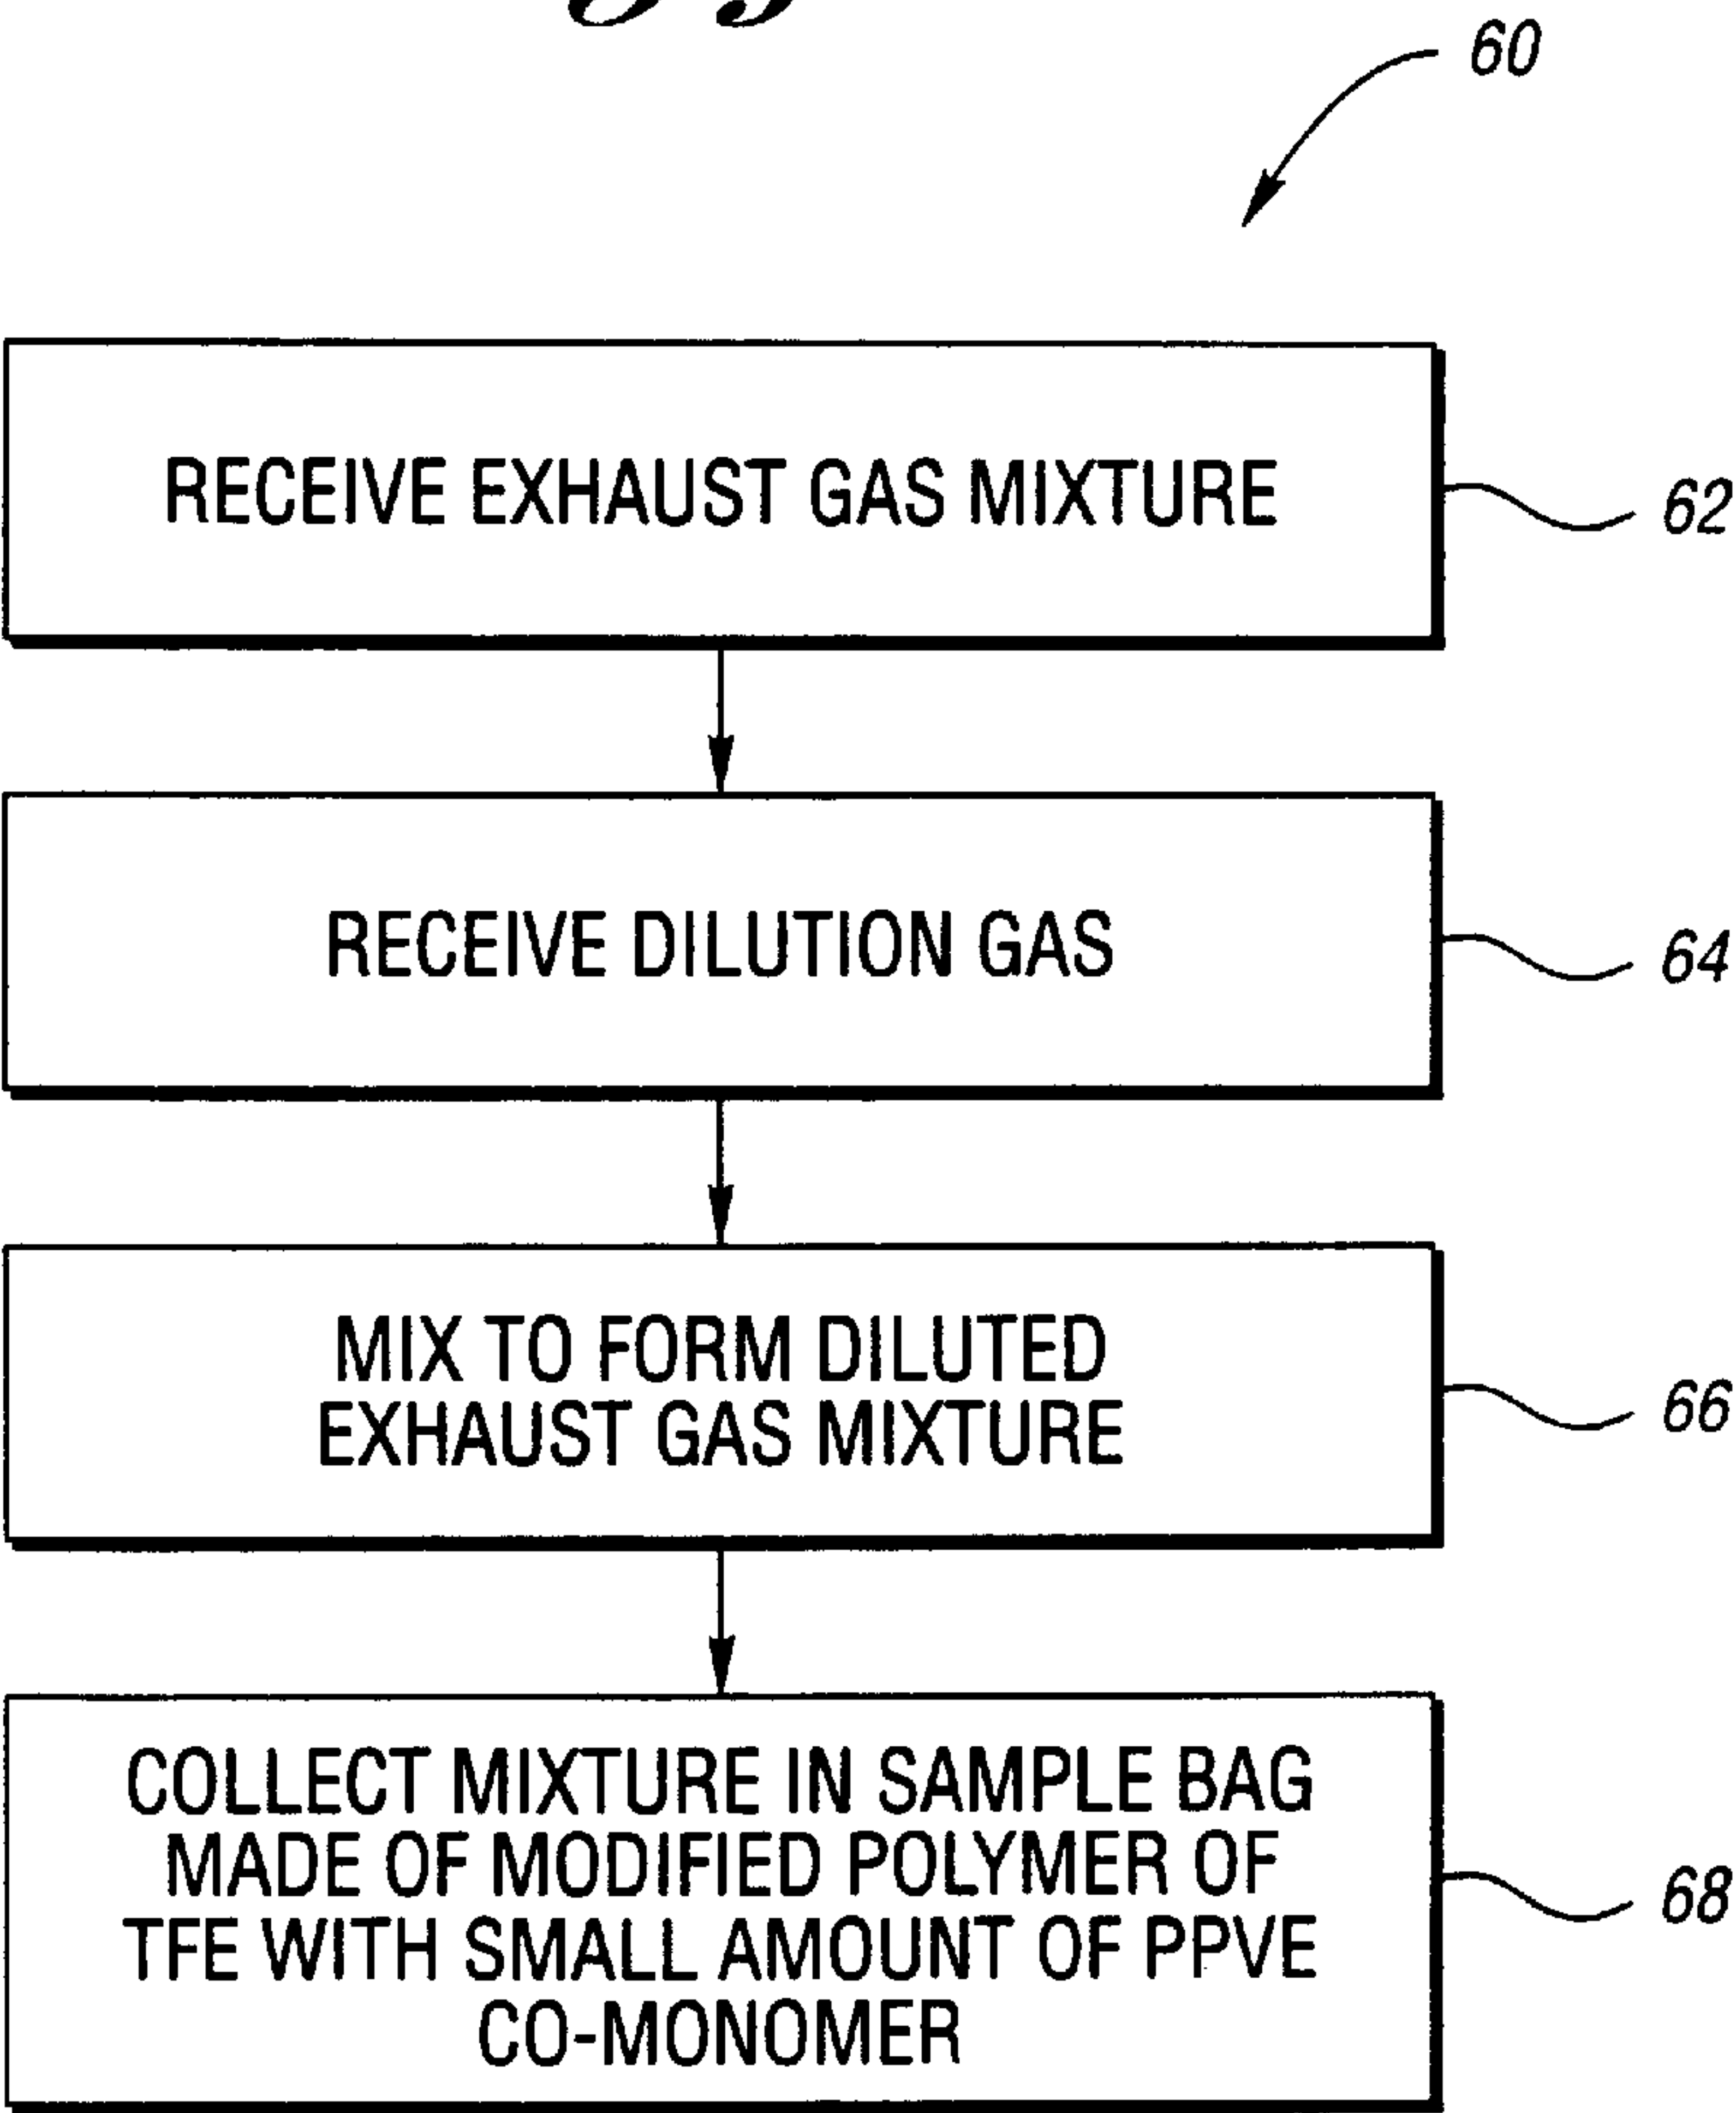 60
RECEIVE EXHAUST GAS MIXTURE
62
RECEIVE DILUTION GAS
64
MIX TO FORM DILUTED
EXHAUST GAS MIXTURE
66
COLLECT MIXTURE IN SAMPLE BAG
MADE OF MODIFIED POLYMER OF
TFE WITH SMALL AMOUNT OF PPVE
CO-MONOMER
68